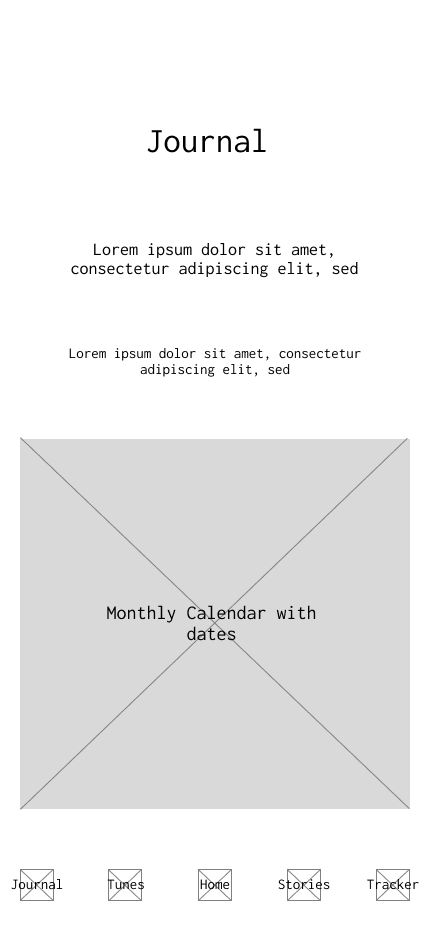 Journal
Lorem ipsum dolor sit amet,
consectetur adipiscing elit, sed
Lorem ipsum dolor sit amet, consectetur
adipiscing elit, sed
Monthly Calendar with
dates
Journal Tunes Home Stories Tracker